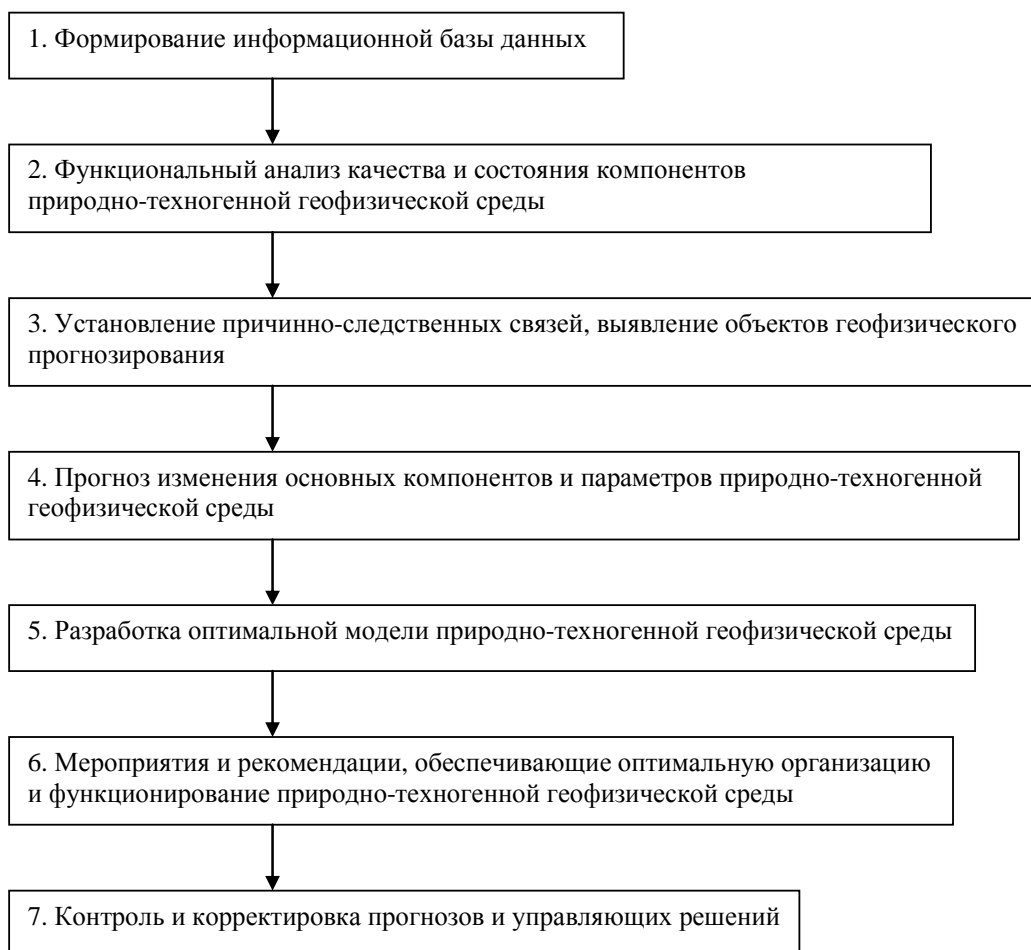 1. Формирование информационной базы данных
2. Функциональный анализ качества и состояния компонентов
природно-техногенной геофизической среды
3. Установление причинно-следственных связей, выявление объектов геофизического
прогнозирования
4. Прогноз изменения основных компонентов и параметров природно-техногенной
геофизической среды
5. Разработка оптимальной модели природно-техногенной геофизической среды
6. Мероприятия и рекомендации, обеспечивающие оптимальную организацию
и функционирование природно-техногенной геофизической среды
7. Контроль и корректировка прогнозов и управляющих решений